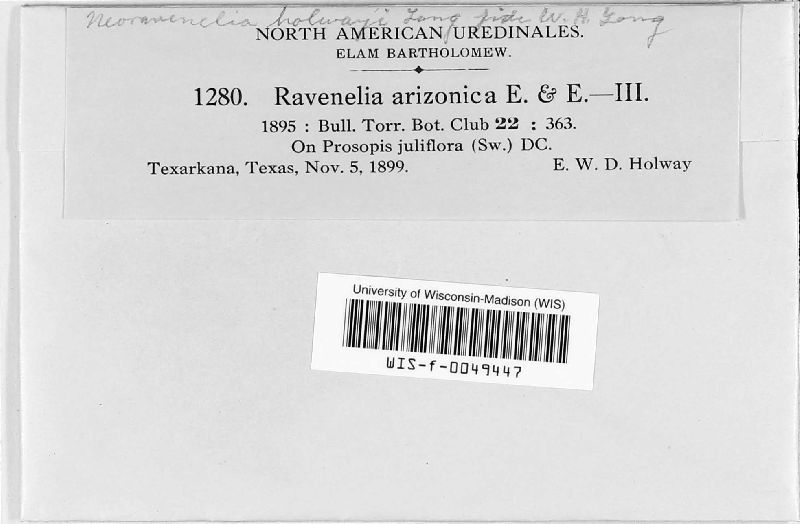 Neoravenelia holwayi Long fide W. H. Long
NORTH AMERICAN UREDINALES.
ELAM BARTHOLOMEW.
1280. Ravenelia arizonica E. & E.—III.
1895 : Bull. Torr. Bot. Club 22 : 363.
On Prosopis juliflora (Sw.) DC.
Texarkana, Texas, Nov. 5, 1899. E. W. D. Holway
University of Wisconsin-Madison (WIS)
WIS-f-0049447